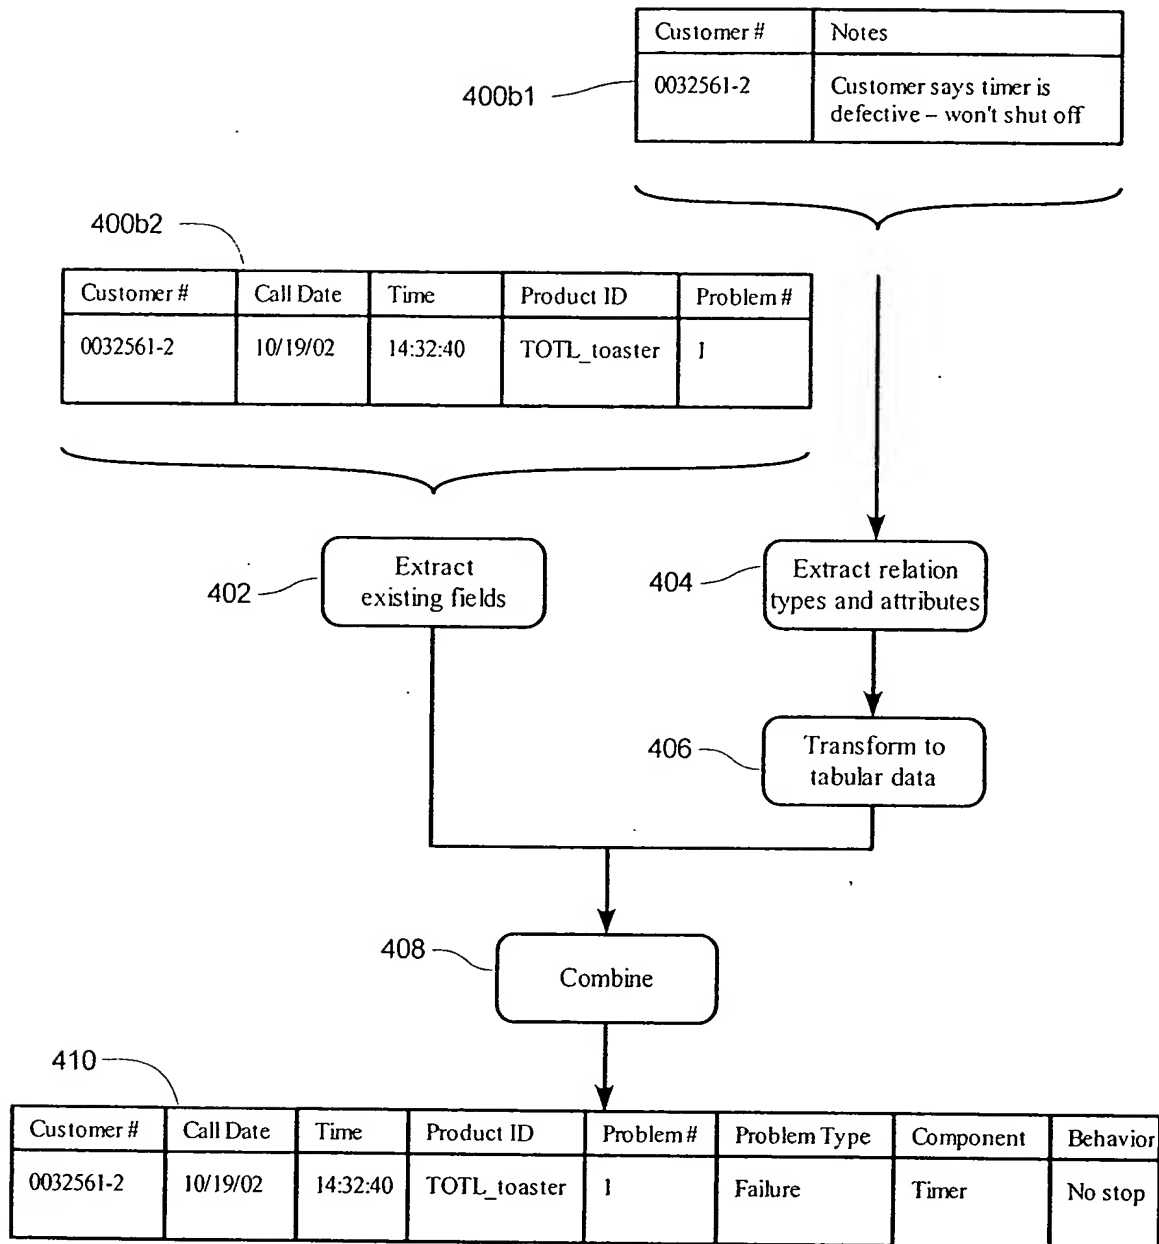 Customer # Notes
400b1 0032561-2 Customer says timer is
defective – won't shut off
400b2
Customer # Call Date Time Product ID Problem #
0032561-2 10/19/02 14:32:40 TOTL_toaster 1
402 Extract
existing fields
404 Extract relation
types and attributes
406 Transform to
tabular data
408 Combine
410
Customer # Call Date Time Product ID Problem # Problem Type Component Behavior
0032561-2 10/19/02 14:32:40 TOTL_toaster 1 Failure Timer No stop